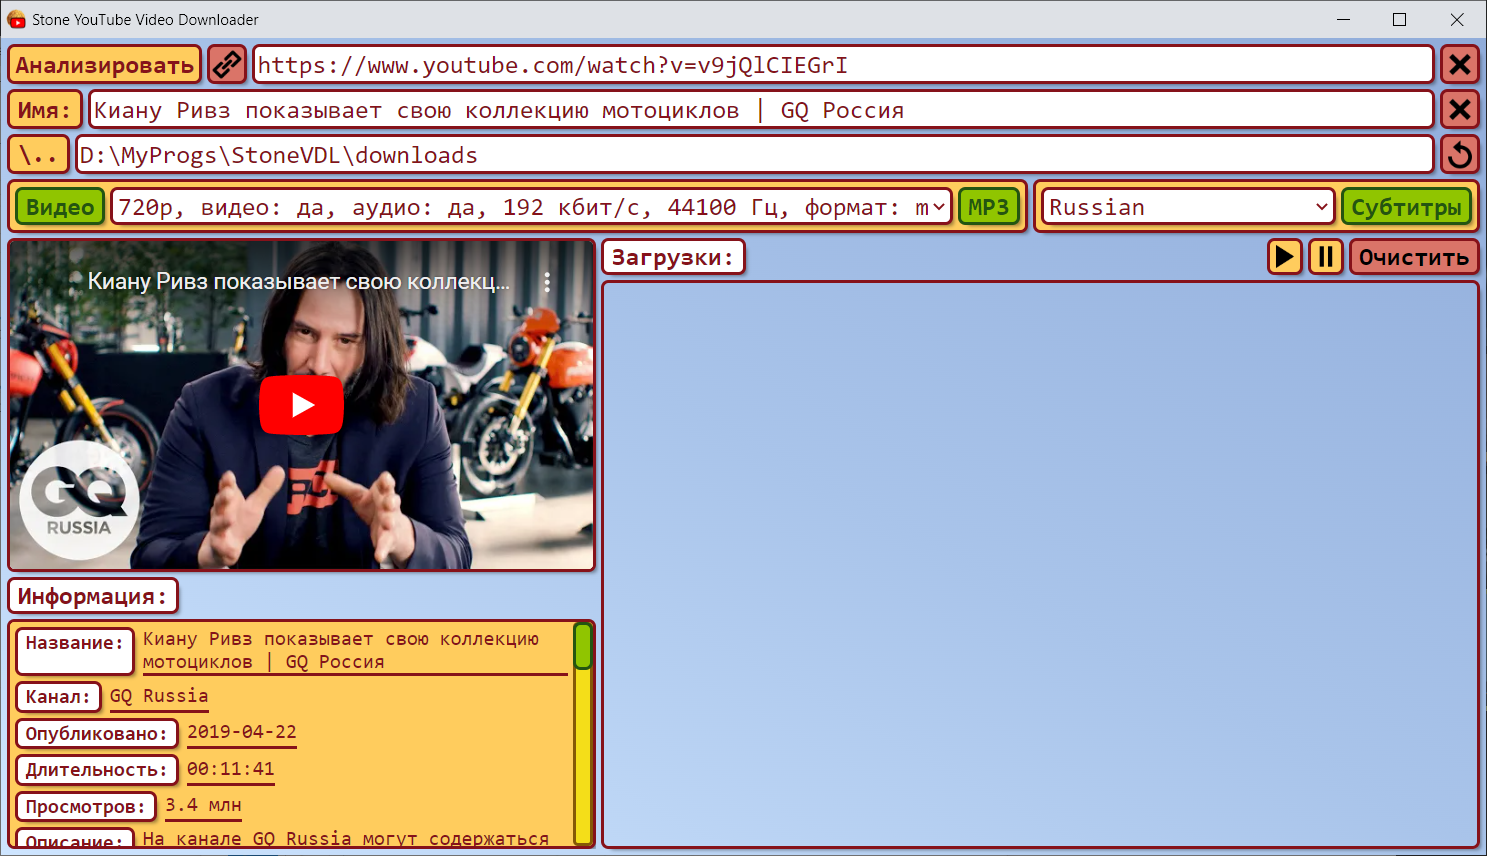 Stone YouTube Video Downloader
Анализировать https://www.youtube.com/watch?v=v9jQlCIEGrI
Имя: Киану Ривз показывает свою коллекцию мотоциклов | GQ Россия
\.. D:\MyProgs\StoneVDL\downloads
Видео 720p, видео: да, аудио: да, 192 кбит/с, 44100 Гц, формат: m MP3 Russian Субтитры
Киану Ривз показывает свою коллекц...
GQ
RUSSIA
Загрузки: Очистить
Информация:
Название: Киану Ривз показывает свою коллекцию
мотоциклов | GQ Россия
Канал: GQ Russia
Опубликовано: 2019-04-22
Длительность: 00:11:41
Просмотров: 3.4 млн
Описание: На канале GQ Russia могут содержаться